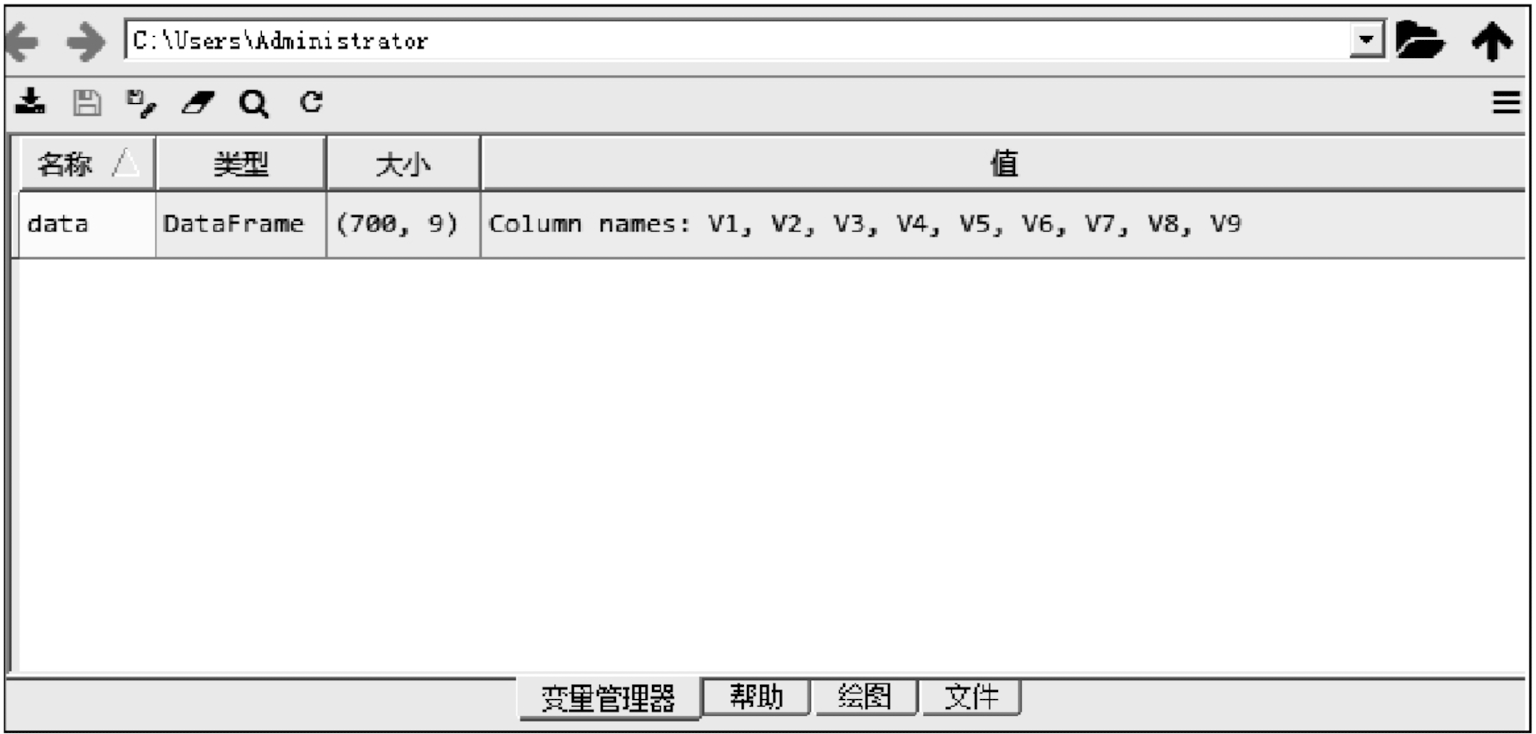 C:\Users\Administrator
名称 类型 大小 值
data DataFrame (700, 9) Column names: V1, V2, V3, V4, V5, V6, V7, V8, V9
变量管理器 帮助 绘图 文件